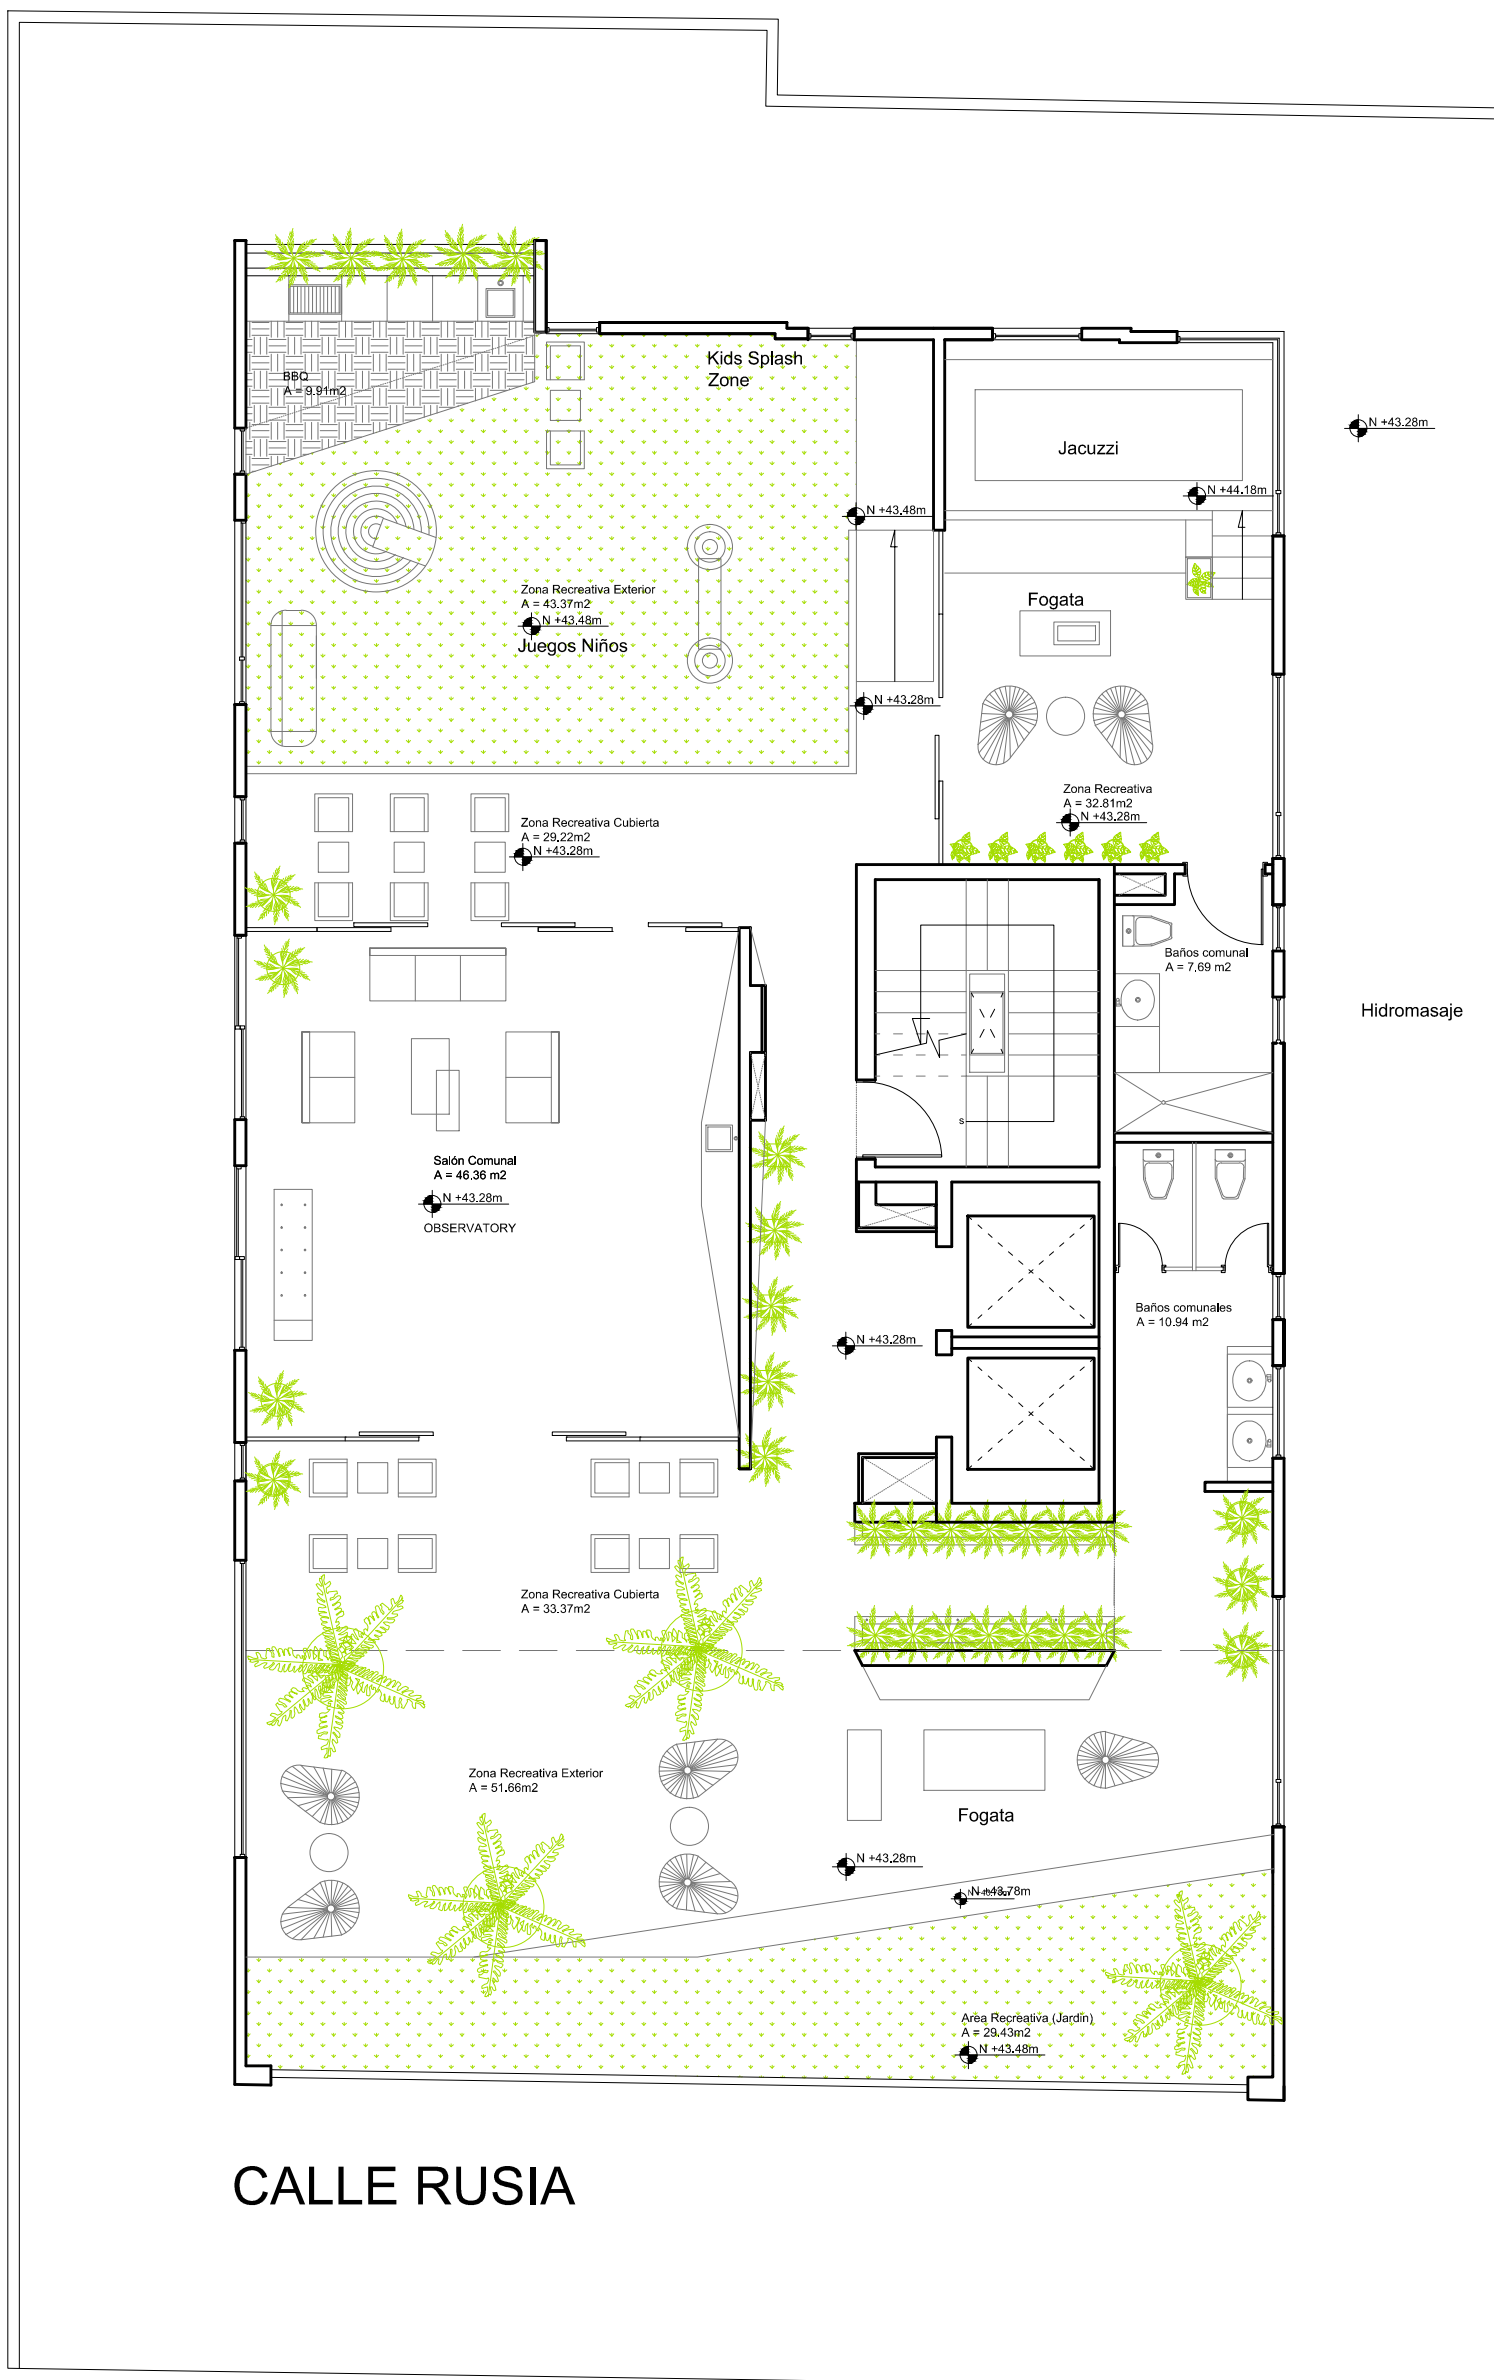 Kids Splash
Zone
BBQ
A = 9.91m2
N +43.28m
Jacuzzi
N +44.18m
N +43.48m
Zona Recreativa Exterior
A = 43.37m2
N +43.48m
Juegos Niños
Fogata
N +43.28m
Zona Recreativa
A = 32.81m2
N +43.28m
Zona Recreativa Cubierta
A = 29.22m2
N +43.28m
Baños comunal
A = 7.69 m2
Hidromasaje
S
Salón Comunal
A = 46.36 m2
N +43.28m
OBSERVATORY
Baños comunales
A = 10.94 m2
N +43.28m
Zona Recreativa Cubierta
A = 33.37m2
Zona Recreativa Exterior
A = 51.66m2
Fogata
N +43.28m
N +43.78m
Area Recreativa (Jardín)
A = 29.43m2
N +43.48m
CALLE RUSIA